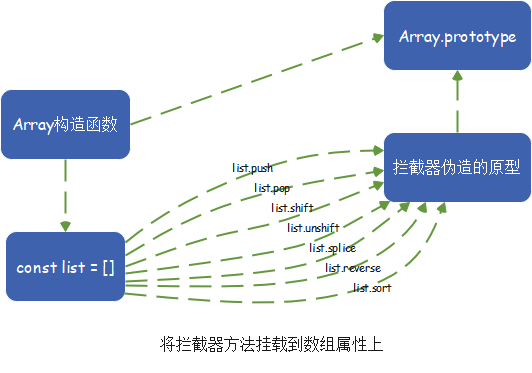 Array.prototype
Array构造函数
拦截器伪造的原型
list.push
list.pop
list.shift
list.unshift
list.splice
list.reverse
list.sort
const list = []
将拦截器方法挂载到数组属性上